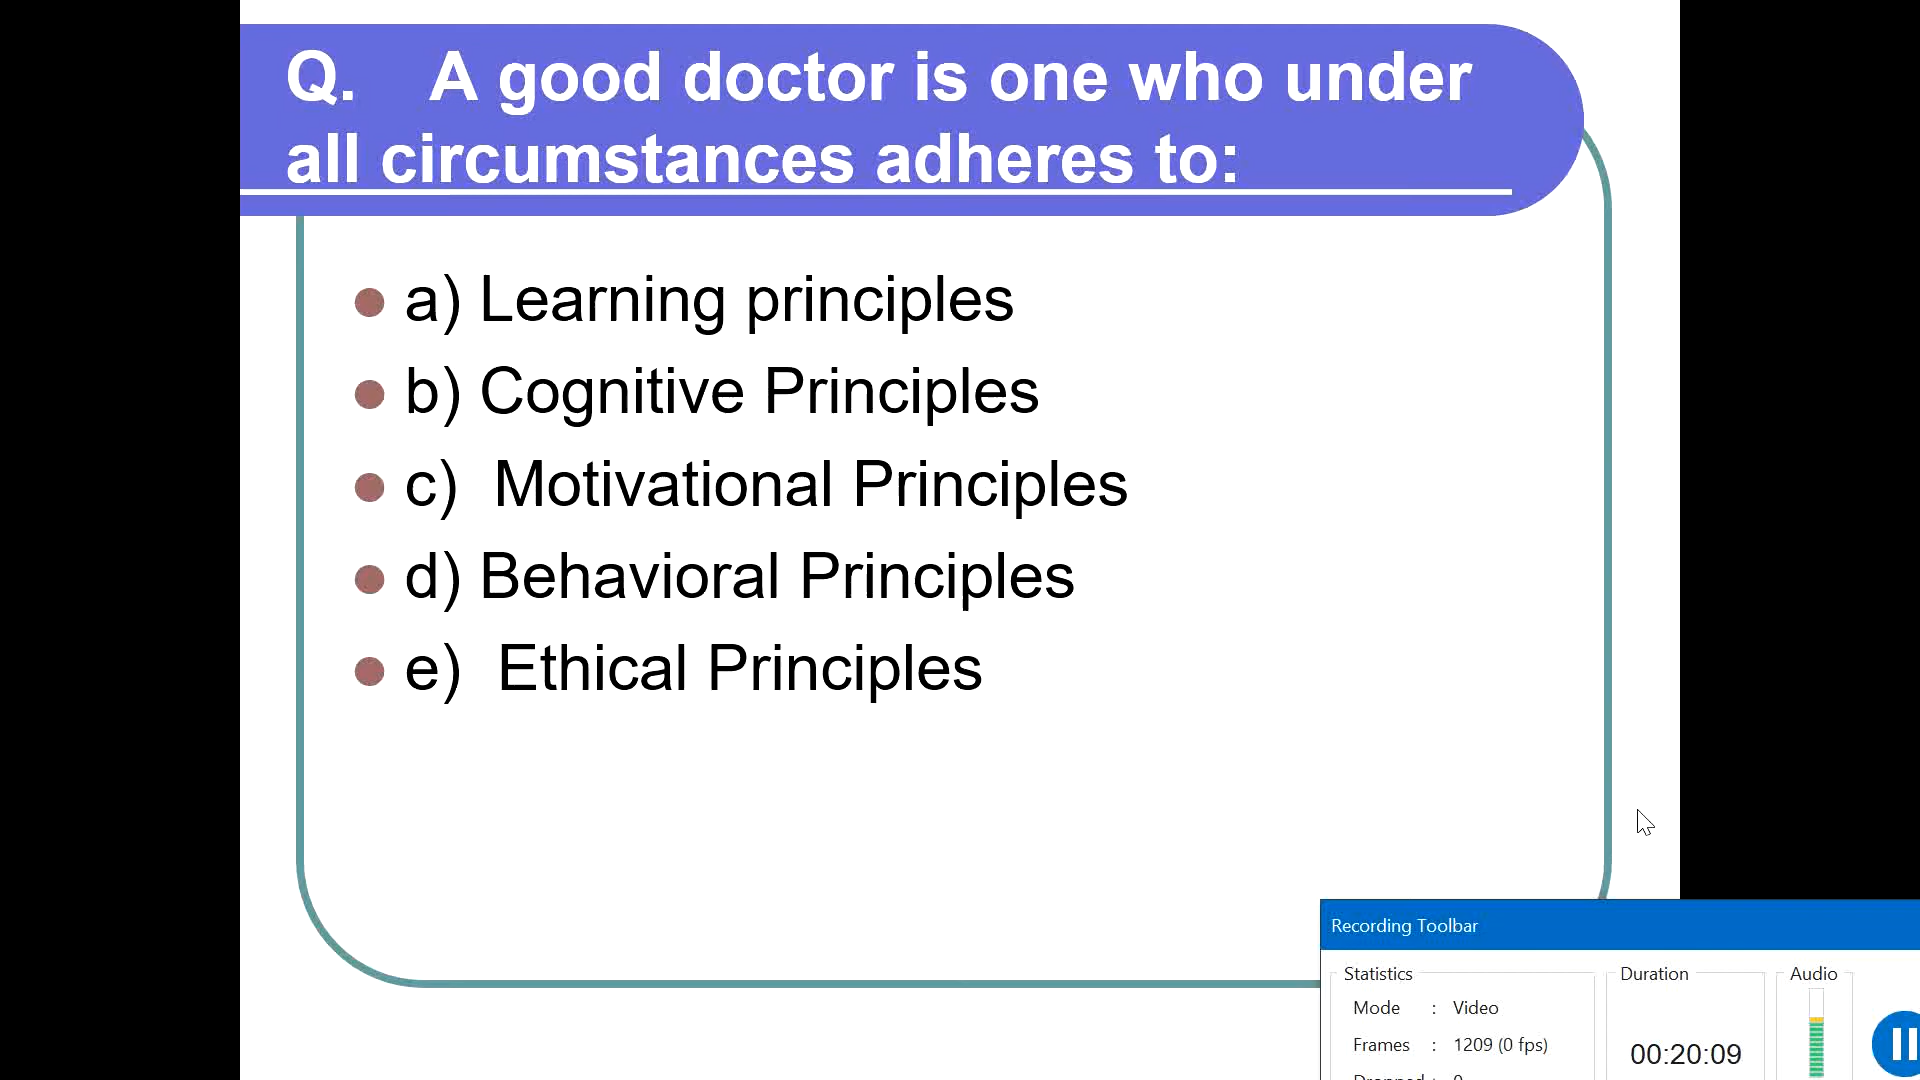 Q. A good doctor is one who under
all circumstances adheres to:
a) Learning principles
b) Cognitive Principles
c) Motivational Principles
d) Behavioral Principles
e) Ethical Principles
Recording Toolbar
Statistics
Duration
Audio
Mode : Video
Frames : 1209 (0 fps)
00:20:09